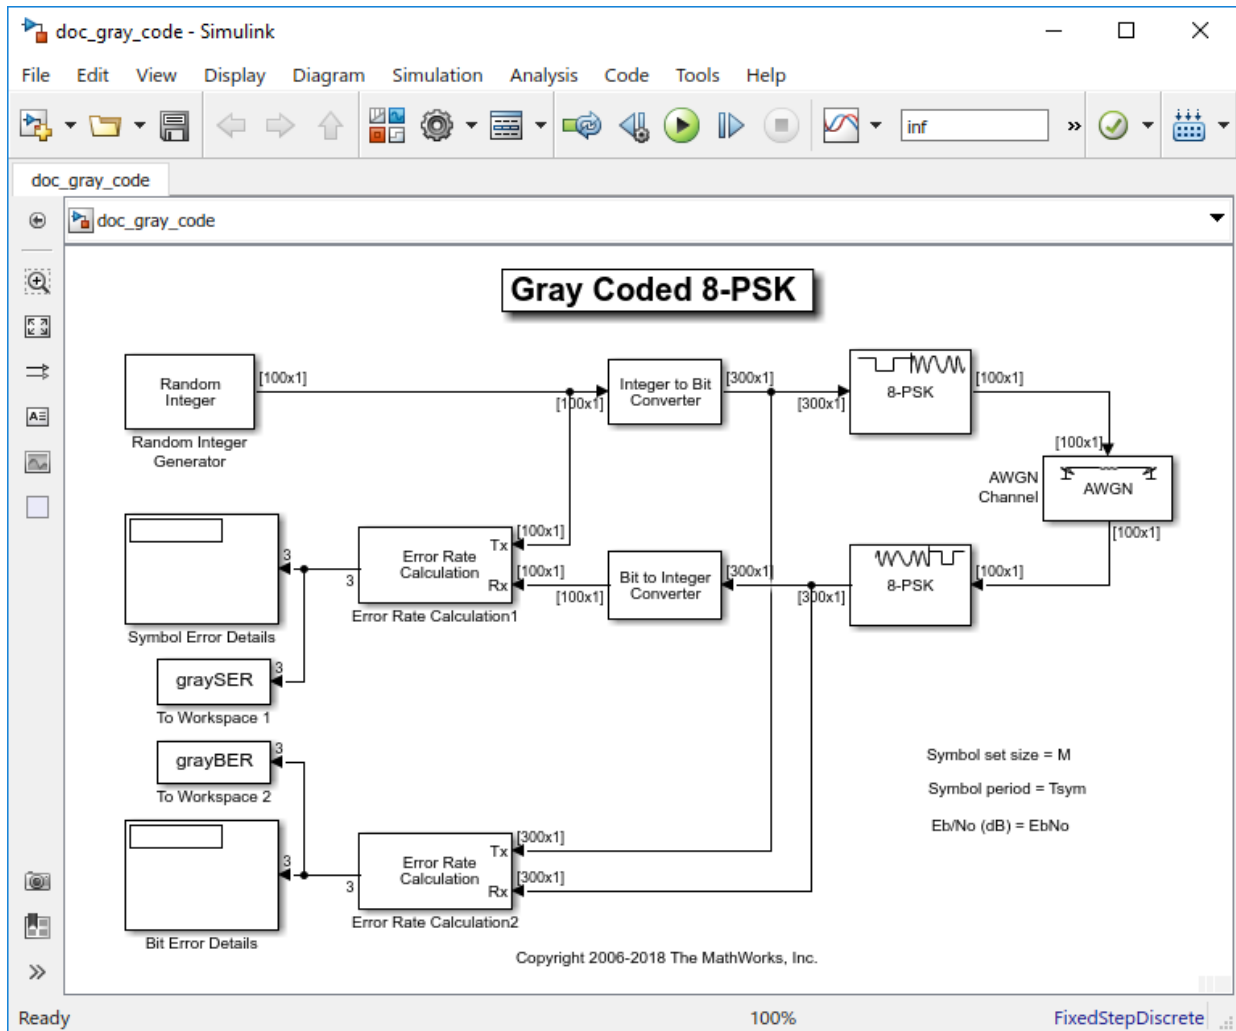 doc_gray_code - Simulink
File Edit View Display Diagram Simulation Analysis Code Tools Help
inf
doc_gray_code
doc_gray_code
Gray Coded 8-PSK
Random
Integer
[100x1]
Random Integer
Generator
[100x1]
Integer to Bit
Converter
[300x1]
[300x1]
8-PSK
[100x1]
[100x1]
AWGN
Channel
AWGN
[100x1]
3
Symbol Error Details
3
Error Rate
Calculation
Tx
Rx
[100x1]
[100x1]
Error Rate Calculation1
[100x1]
Bit to Integer
Converter
[300x1]
[300x1]
8-PSK
[100x1]
graySER
3
To Workspace 1
grayBER
3
To Workspace 2
Symbol set size = M
Symbol period = Tsym
Eb/No (dB) = EbNo
3
Bit Error Details
3
Error Rate
Calculation
Tx
Rx
[300x1]
[300x1]
Error Rate Calculation2
Copyright 2006-2018 The MathWorks, Inc.
Ready 100% FixedStepDiscrete